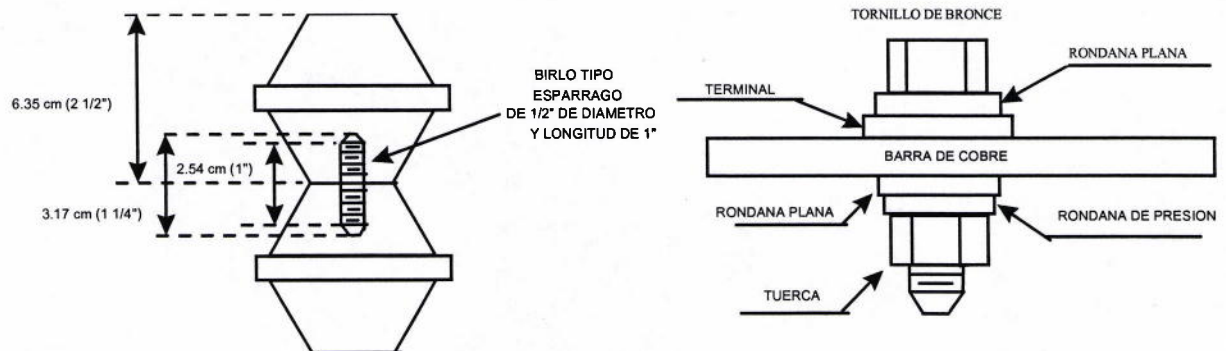 6.35 cm (2 1/2")
2.54 cm (1")
3.17 cm (1 1/4")
BIRLO TIPO
ESPARRAGO
DE 1/2" DE DIAMETRO
Y LONGITUD DE 1"
TORNILLO DE BRONCE
RONDANA PLANA
TERMINAL
BARRA DE COBRE
RONDANA PLANA
RONDANA DE PRESION
TUERCA